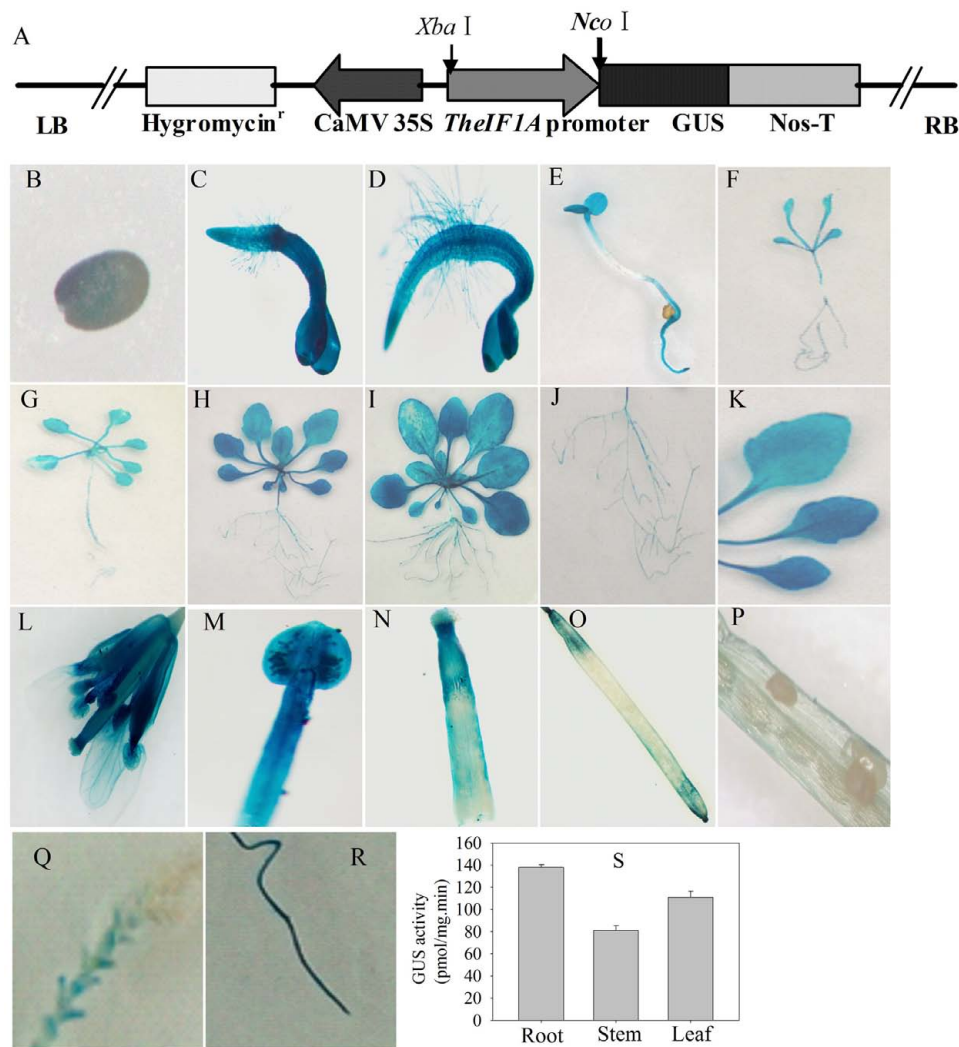 A
Xba I
Nco I
LB
Hygromycinʳ
CaMV 35S
TheIF1A promoter
GUS
Nos-T
RB
B
C
D
E
F
G
H
I
J
K
L
M
N
O
P
Q
R
S
GUS activity
(pmol/mg.min)
160
140
120
100
80
60
40
20
0
Root
Stem
Leaf